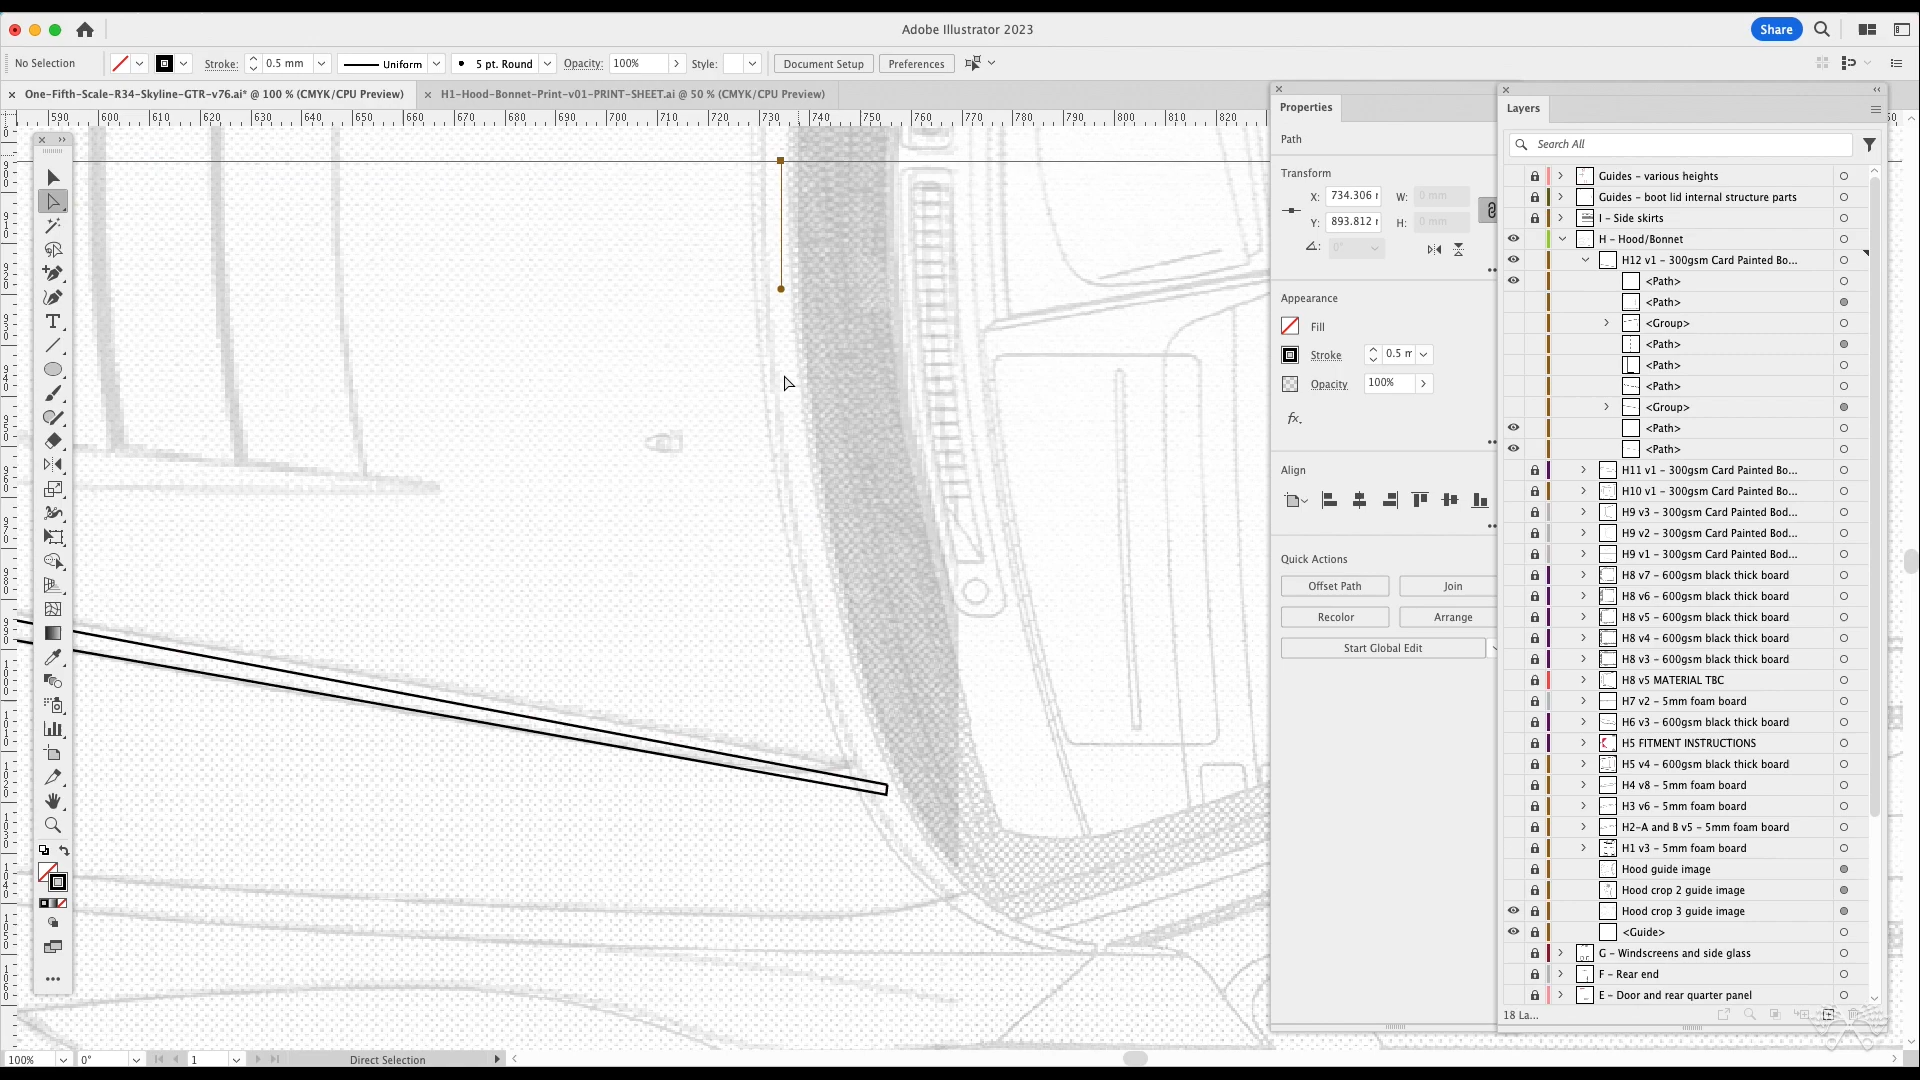 Adobe Illustrator 2023
Share
No Selection
Stroke: 0.5 mm
Uniform
5 pt. Round
Opacity: 100%
Style:
Document Setup
Preferences
One-Fifth-Scale-R34-Skyline-GTR-v76.ai* @ 100 % (CMYK/CPU Preview)
H1-Hood-Bonnet-Print-v01-PRINT-SHEET.ai @ 50 % (CMYK/CPU Preview)
590 600 610 620 630 640 650 660 670 680 690 700 710 720 730 740 750 760 770 780 790 800 810 820
Properties
Path
Transform
X: 734.306 W: 0 mm
Y: 893.812 H: 0 mm
0°
Appearance
Fill
Stroke 0.5
Opacity 100%
fx.
Align
Quick Actions
Offset Path
Join
Recolor
Arrange
Start Global Edit
Layers
Search All
Guides - various heights
Guides - boot lid internal structure parts
I - Side skirts
H - Hood/Bonnet
H12 v1 - 300gsm Card Painted Bo...
<Path>
<Path>
<Group>
<Path>
<Path>
<Path>
<Group>
<Path>
<Path>
H11 v1 - 300gsm Card Painted Bo...
H10 v1 - 300gsm Card Painted Bo...
H9 v3 - 300gsm Card Painted Bod...
H9 v2 - 300gsm Card Painted Bod...
H9 v1 - 300gsm Card Painted Bod...
H8 v7 - 600gsm black thick board
H8 v6 - 600gsm black thick board
H8 v5 - 600gsm black thick board
H8 v4 - 600gsm black thick board
H8 v3 - 600gsm black thick board
H8 v5 MATERIAL TBC
H7 v2 - 5mm foam board
H6 v3 - 600gsm black thick board
H5 FITMENT INSTRUCTIONS
H5 v4 - 600gsm black thick board
H4 v8 - 5mm foam board
H3 v6 - 5mm foam board
H2-A and B v5 - 5mm foam board
H1 v3 - 5mm foam board
Hood guide image
Hood crop 2 guide image
Hood crop 3 guide image
<Guide>
G - Windscreens and side glass
F - Rear end
E - Door and rear quarter panel
18 La...
100%
0°
1
Direct Selection